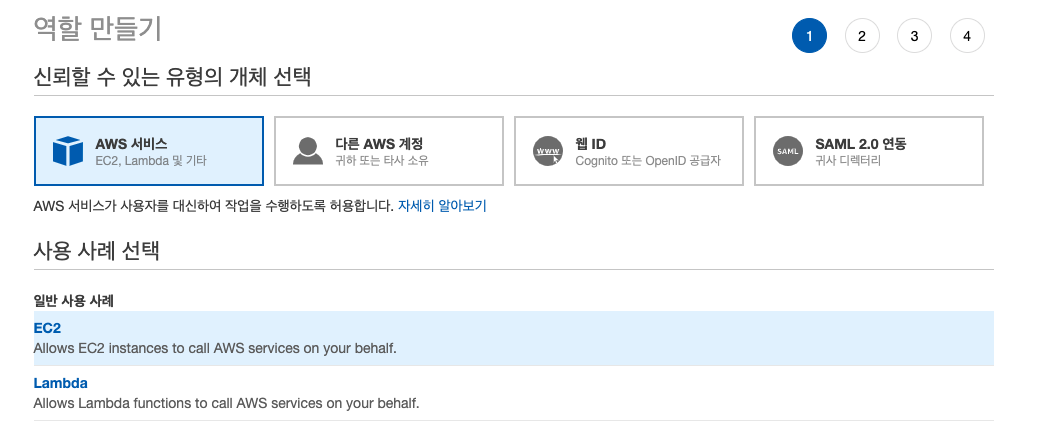 역할 만들기
1 2 3 4
신뢰할 수 있는 유형의 개체 선택
AWS 서비스
EC2, Lambda 및 기타
다른 AWS 계정
귀하 또는 타사 소유
www
웹 ID
Cognito 또는 OpenID 공급자
SAML
SAML 2.0 연동
귀사 디렉터리
AWS 서비스가 사용자를 대신하여 작업을 수행하도록 허용합니다. 자세히 알아보기
사용 사례 선택
일반 사용 사례
EC2
Allows EC2 instances to call AWS services on your behalf.
Lambda
Allows Lambda functions to call AWS services on your behalf.